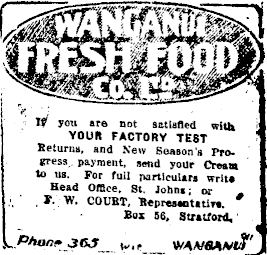 WANGANUI
FRESH FOOD
CO. LTD
If you are not satisfied with
YOUR FACTORY TEST
Returns, and New Season's Pro-
gress payment, send your Cream
to us. For full particulars write
Head Office, St. Johns; or
F. W. COURT, Representative,
Box 56, Stratford.
Phone 365 WANGANUI